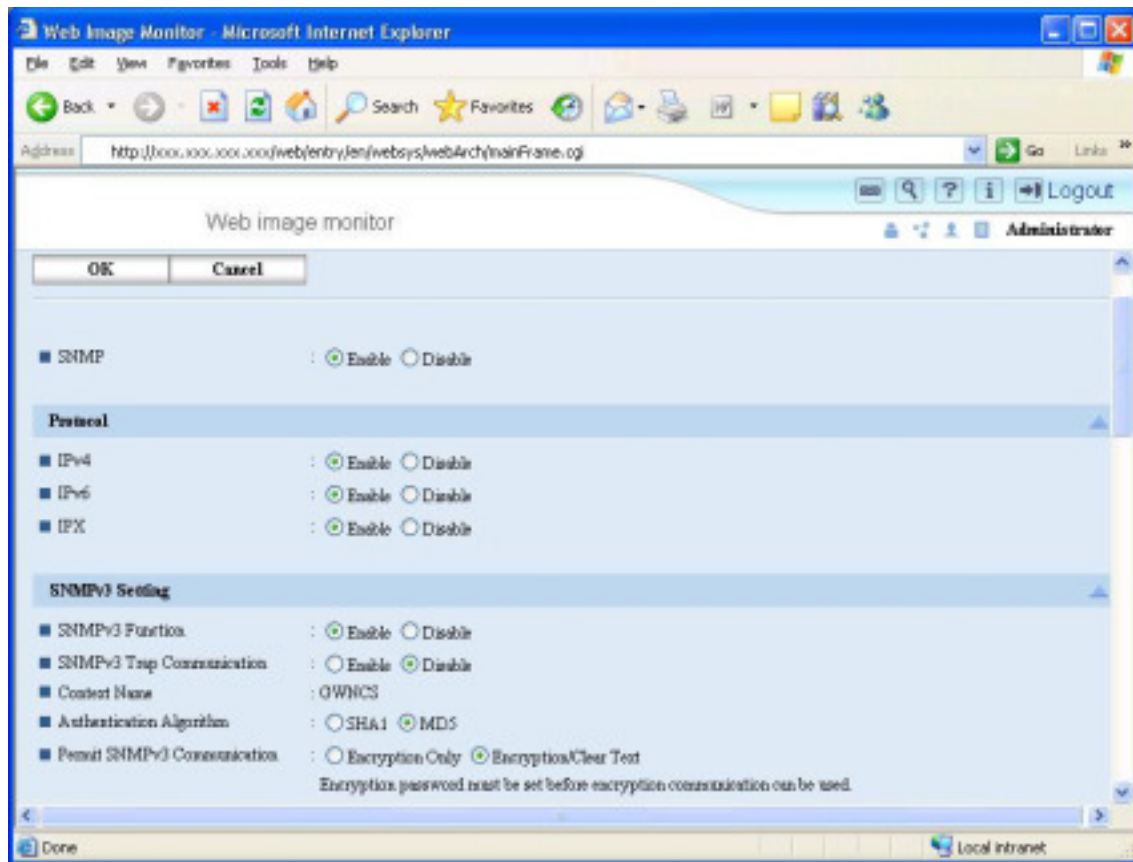 Web Image Monitor - Microsoft Internet Explorer
File Edit View Favorites Tools Help
Back Search Favorites
Address http://xxx.xxx.xxx.xxx/web/entry/en/websys/webArch/mainFrame.cgi Go Links
Logout
Web image monitor
Administrator
OK Cancel
SNMP : Enable Disable
Protocol
IPv4 : Enable Disable
IPv6 : Enable Disable
IPX : Enable Disable
SNMPv3 Setting
SNMPv3 Function : Enable Disable
SNMPv3 Trap Communication : Enable Disable
Context Name : OWNCS
Authentication Algorithm : SHA1 MD5
Permit SNMPv3 Communication : Encryption Only Encryption/Clear Text
Encryption password must be set before encryption communication can be used.
Done Local intranet